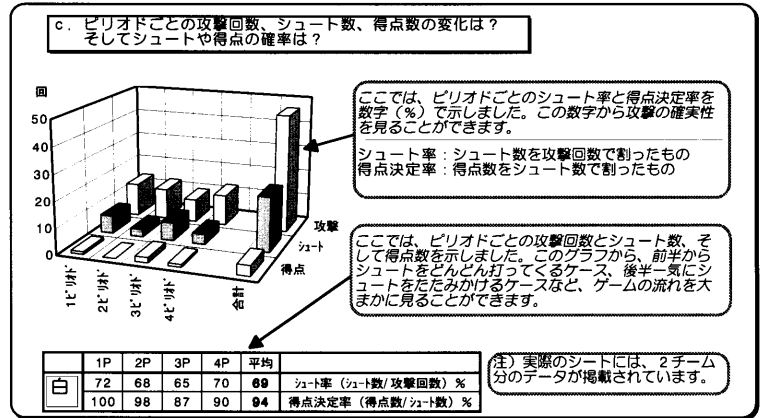 c. ピリオドごとの攻撃回数、シュート数、得点数の変化は?
そしてシュートや得点の確率は?
回
50
40
30
20
10
0
攻撃
シュート
得点
1ピリオド
2ピリオド
3ピリオド
4ピリオド
合計
ここでは、ピリオドごとのシュート率と得点決定率を
数字(%)で示しました。この数字から攻撃の確実性
を見ることができます。
シュート率:シュート数を攻撃回数で割ったもの
得点決定率:得点数をシュート数で割ったもの
ここでは、ピリオドごとの攻撃回数とシュート数、そ
して得点数を示しました。このグラフから、前半から
シュートをどんどん打ってくるケース、後半一気にシ
ュートをたたみかけるケースなど、ゲームの流れを大
まかに見ることができます。
1P 2P 3P 4P 平均
白 72 68 65 70 69 シュート率(シュート数/攻撃回数)%
100 98 87 90 94 得点決定率(得点数/シュート数)%
注)実際のシートには、2チーム
分のデータが掲載されています。